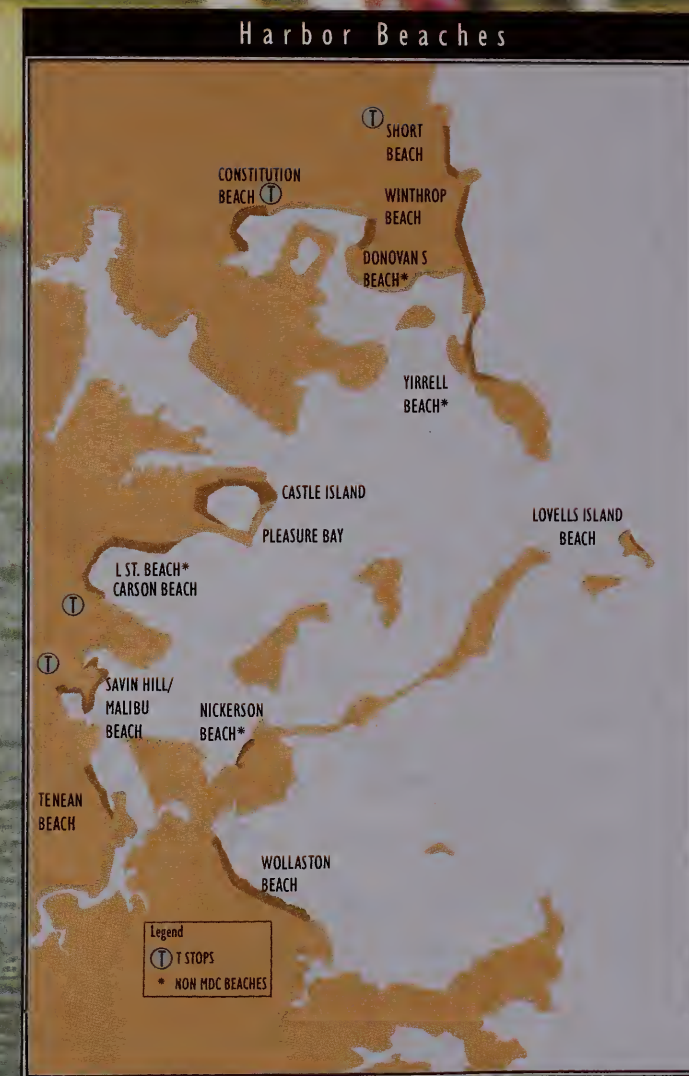 Harbor Beaches
T SHORT
BEACH
CONSTITUTION
BEACH T
WINTHROP
BEACH
DONOVAN S
BEACH*
YIRRELL
BEACH*
CASTLE ISLAND
PLEASURE BAY
LOVELLS ISLAND
BEACH
L ST. BEACH*
CARSON BEACH
T
T
SAVIN HILL/
MALIBU
BEACH
NICKERSON
BEACH*
TENEAN
BEACH
WOLLASTON
BEACH
Legend
T T STOPS
* NON MDC BEACHES